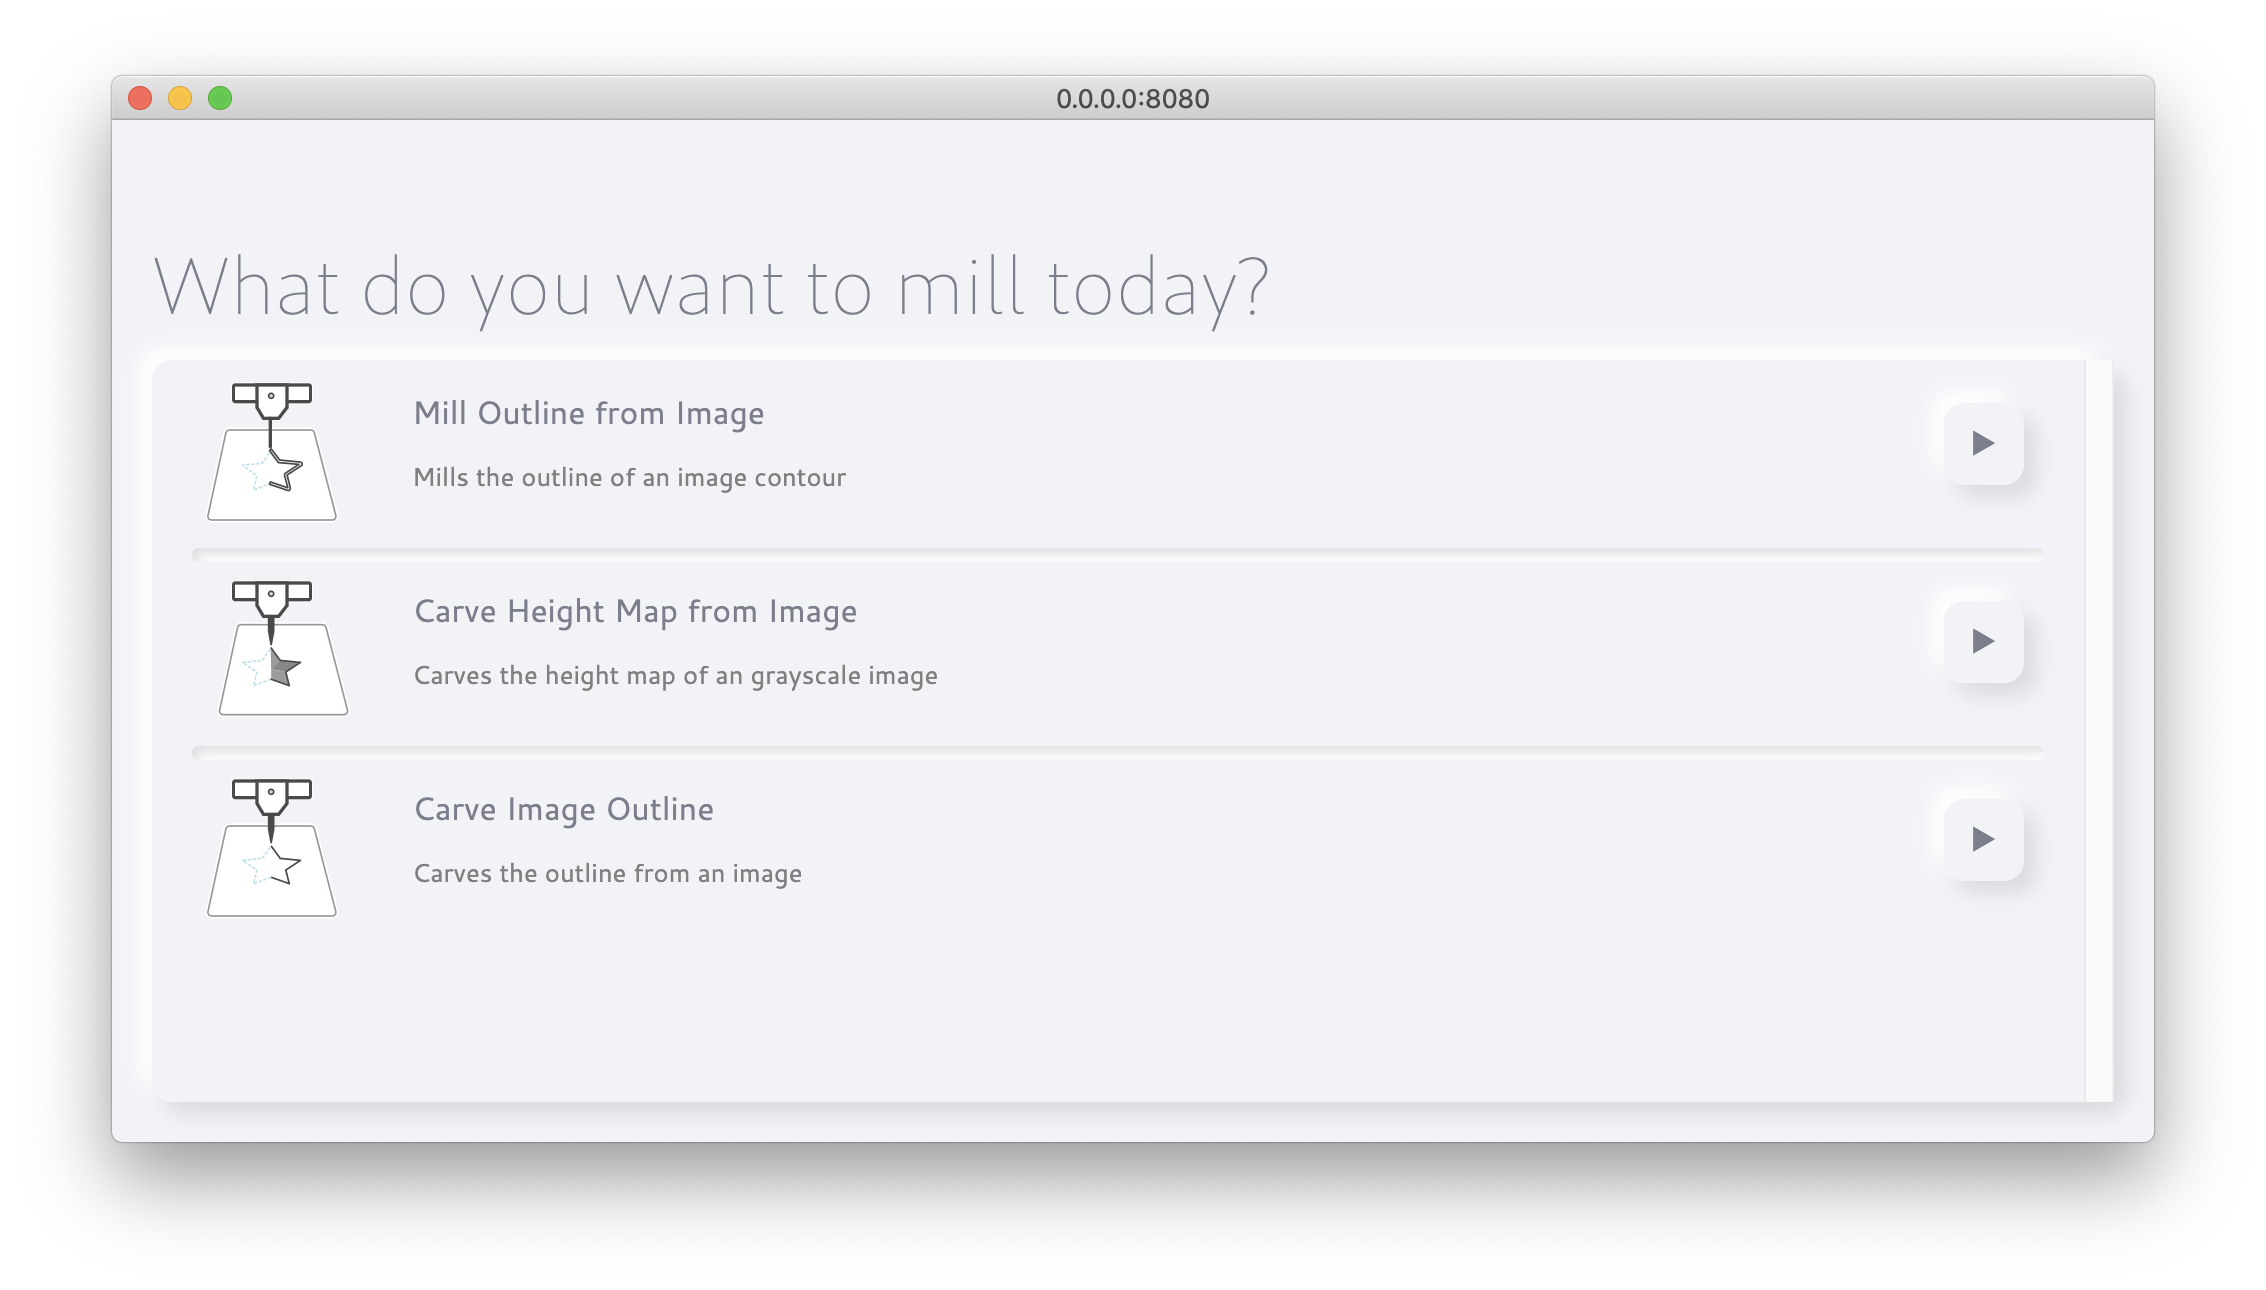 0.0.0.0:8080
What do you want to mill today?
Mill Outline from Image
Mills the outline of an image contour
Carve Height Map from Image
Carves the height map of an grayscale image
Carve Image Outline
Carves the outline from an image